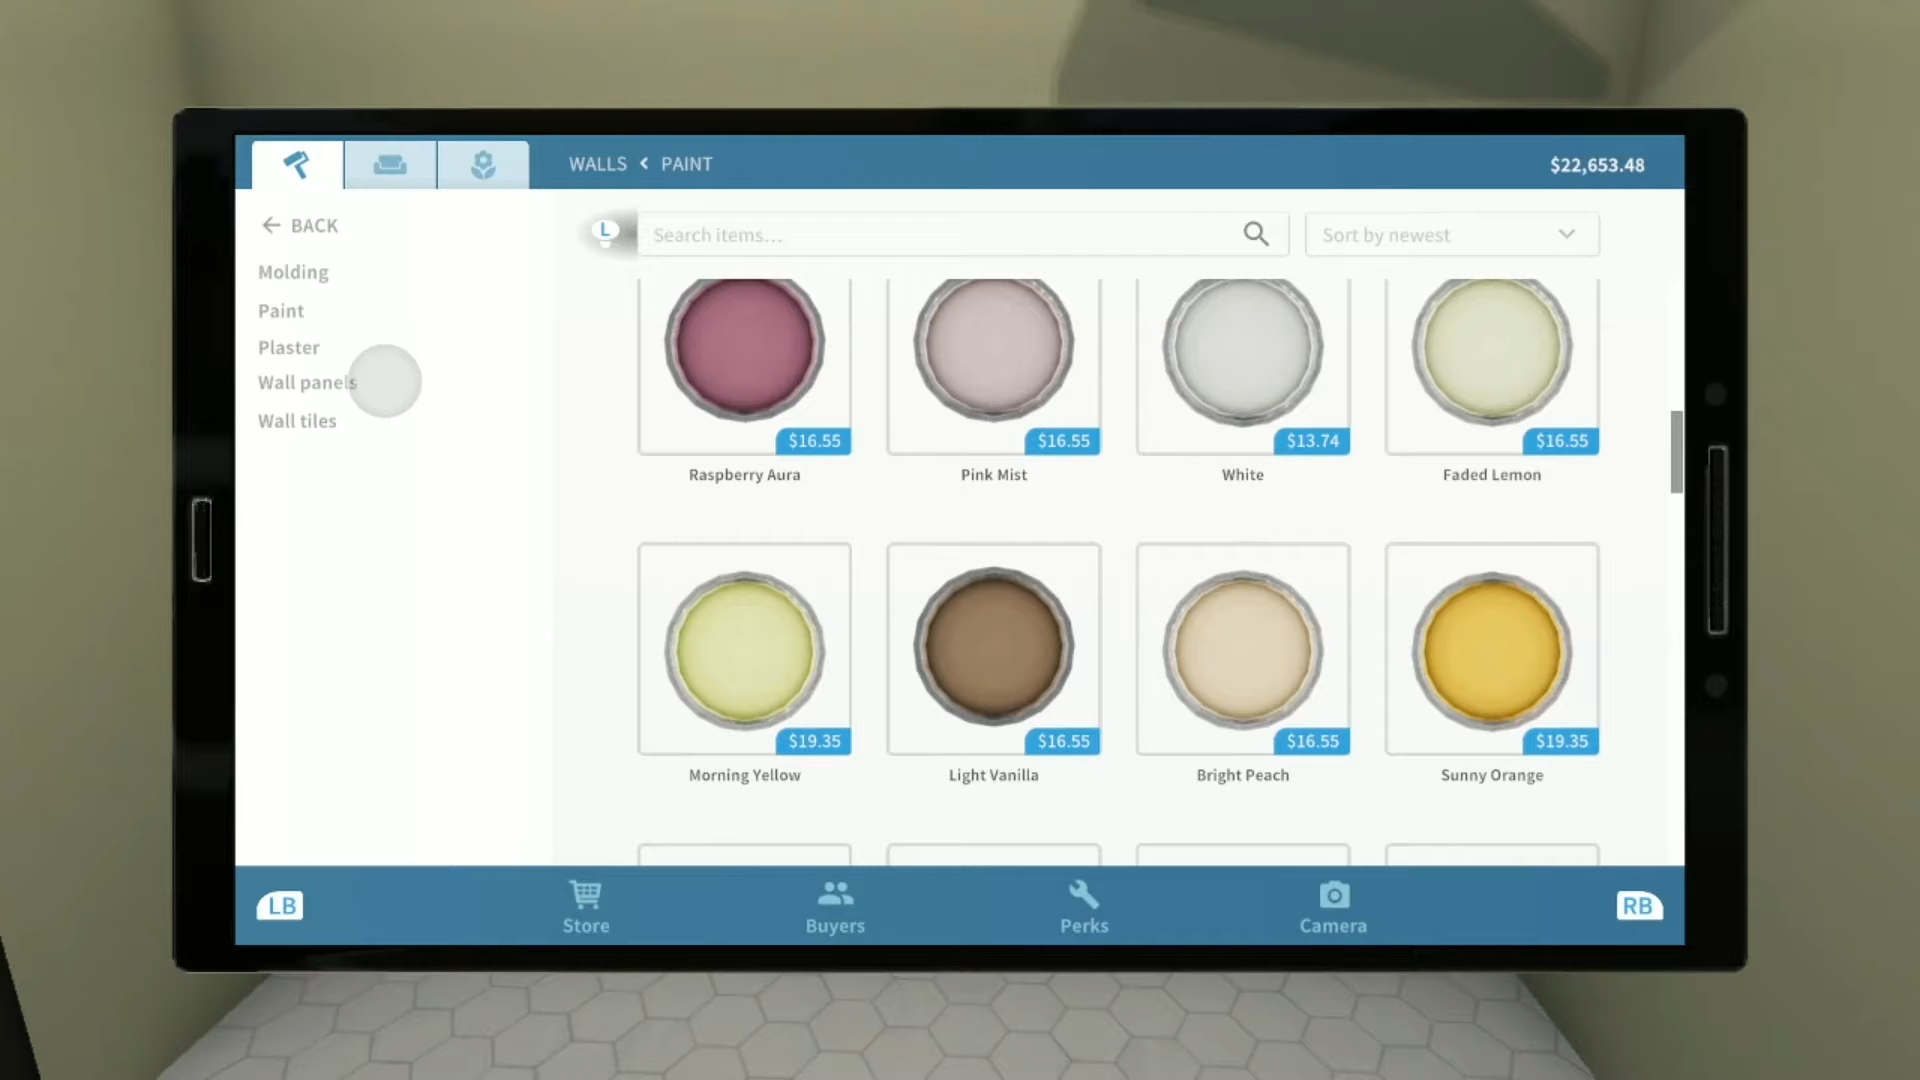 WALLS < PAINT
$22,653.48
BACK
L
Search items...
Sort by newest
Molding
Paint
Plaster
Wall panels
Wall tiles
$16.55
$16.55
$13.74
$16.55
Raspberry Aura
Pink Mist
White
Faded Lemon
$19.35
$16.55
$16.55
$19.35
Morning Yellow
Light Vanilla
Bright Peach
Sunny Orange
LB
Store
Buyers
Perks
Camera
RB